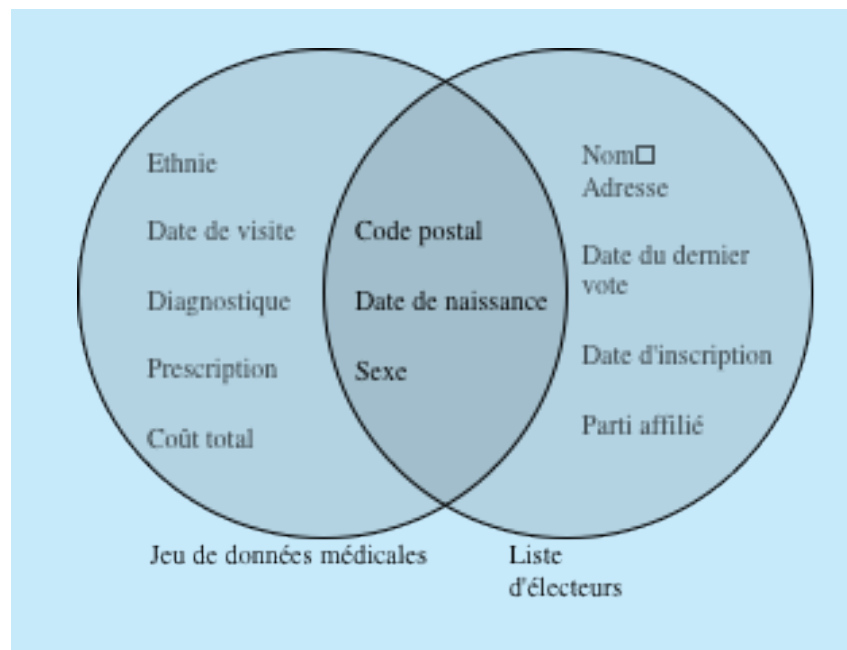 Ethnie
Date de visite
Diagnostique
Prescription
Coût total
Code postal
Date de naissance
Sexe
Nom□
Adresse
Date du dernier
vote
Date d'inscription
Parti affilié
Jeu de données médicales
Liste
d'électeurs